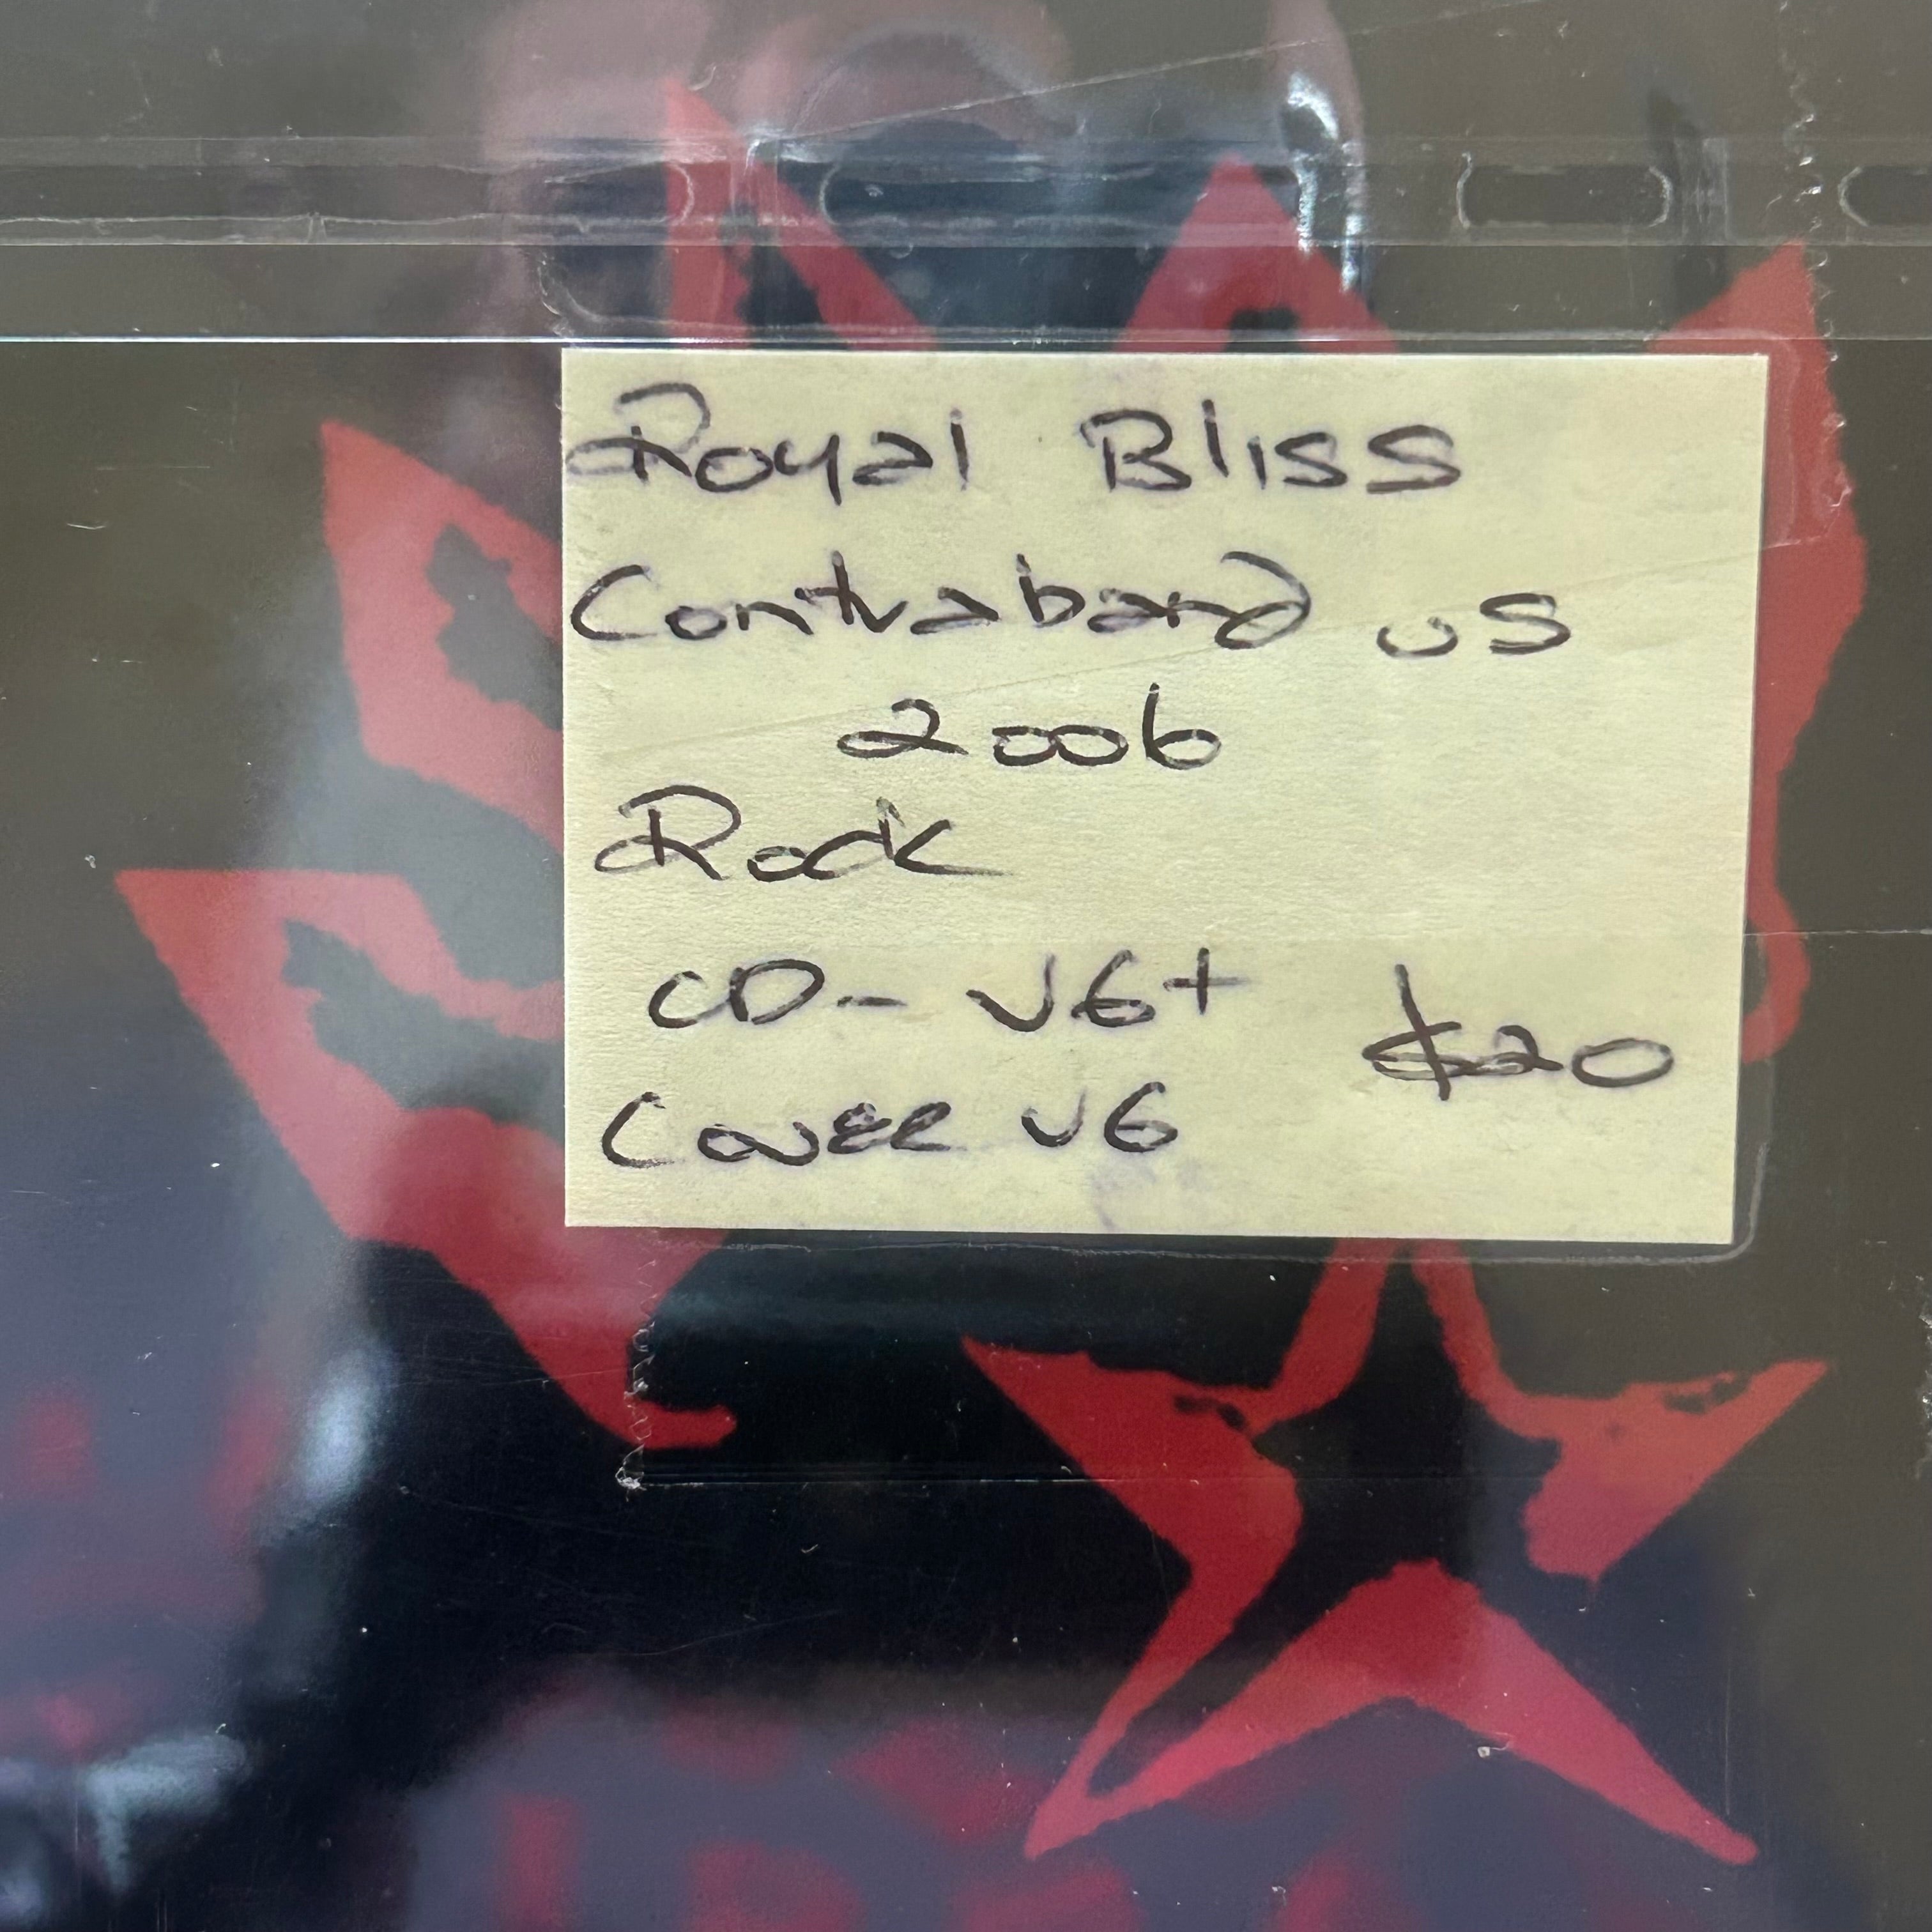 Royal Bliss
Contraband US
2006
Rock
CD- VG+
$20
Cover VG